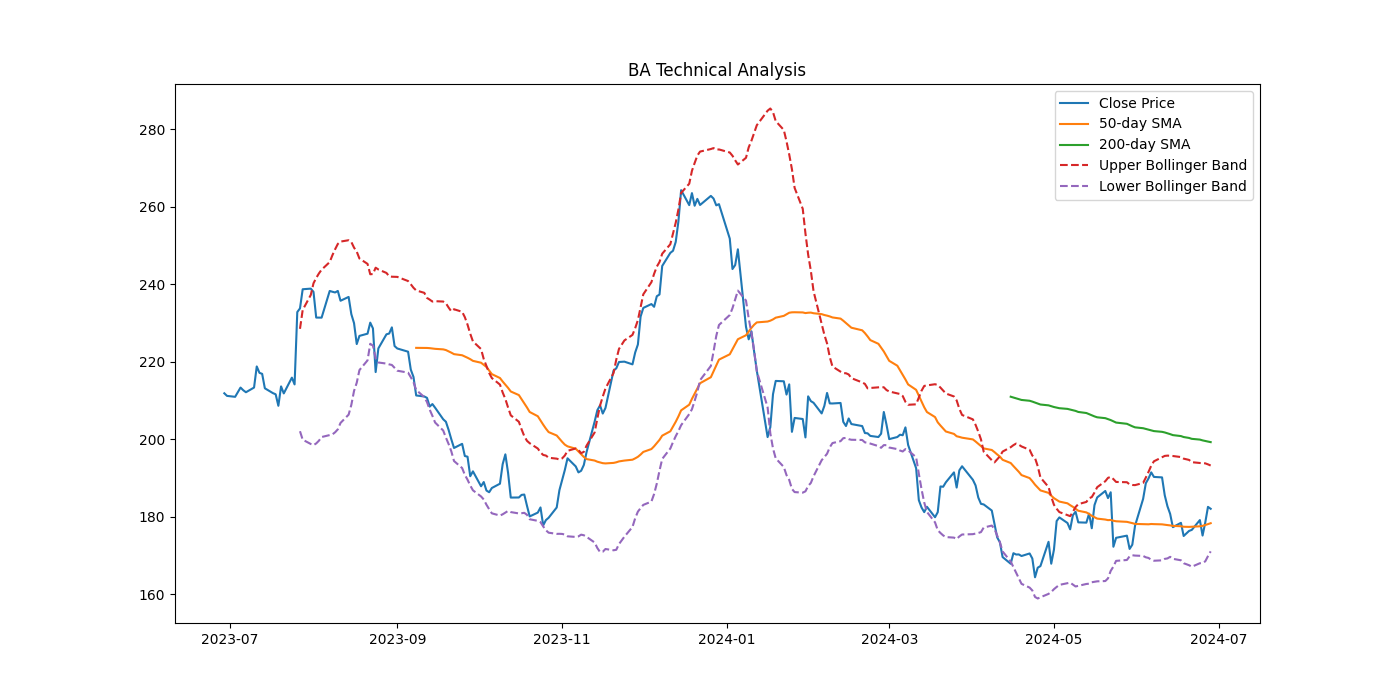 BA Technical Analysis
Close Price
50-day SMA
200-day SMA
Upper Bollinger Band
Lower Bollinger Band
280
260
240
220
200
180
160
2023-07
2023-09
2023-11
2024-01
2024-03
2024-05
2024-07